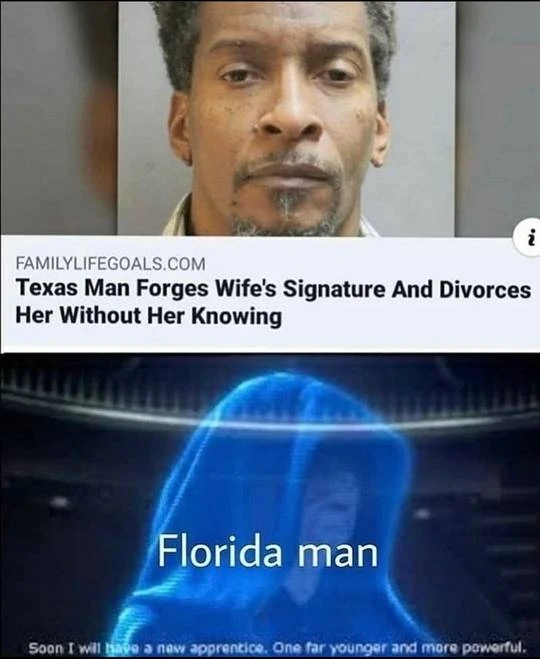 i
FAMILYLIFEGOALS.COM
Texas Man Forges Wife's Signature And Divorces
Her Without Her Knowing
Florida man
Soon I will have a new apprentice. One far younger and more powerful.